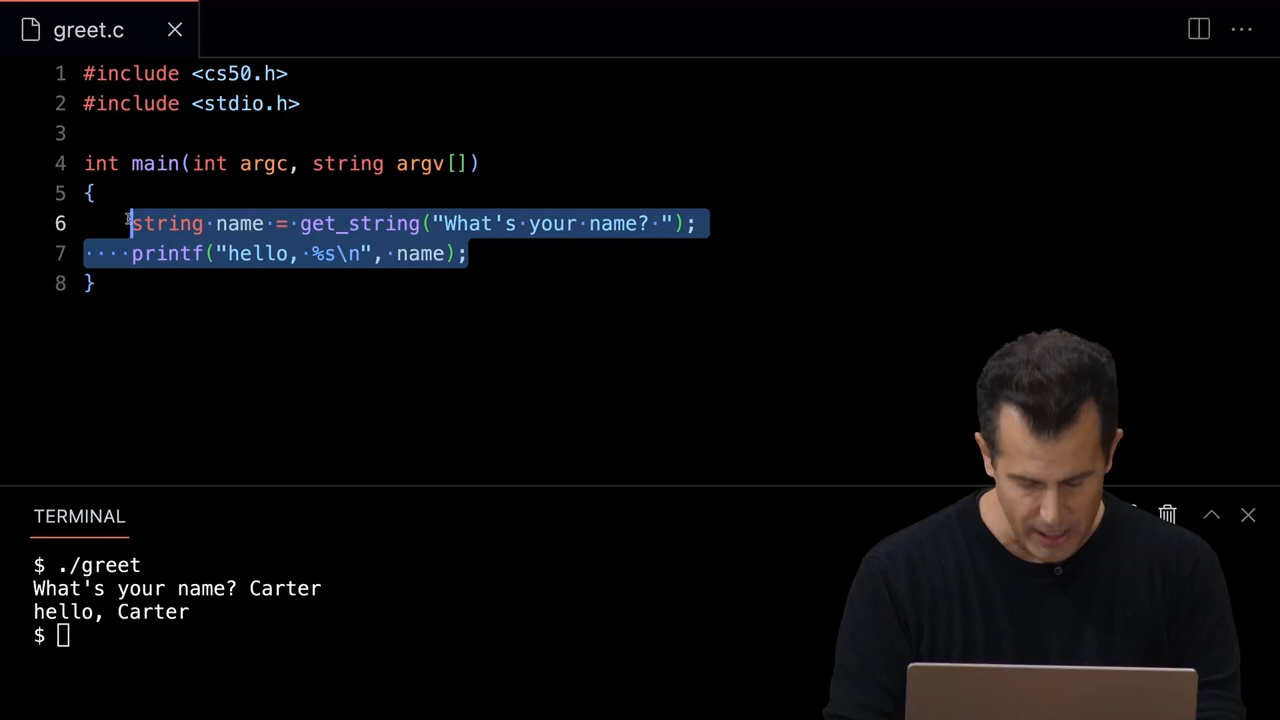 greet.c
1 #include <cs50.h>
2 #include <stdio.h>
3
4 int main(int argc, string argv[])
5 {
6 string name = get_string("What's your name? ");
7 printf("hello, %s\n", name);
8 }
TERMINAL
$ ./greet
What's your name? Carter
hello, Carter
$